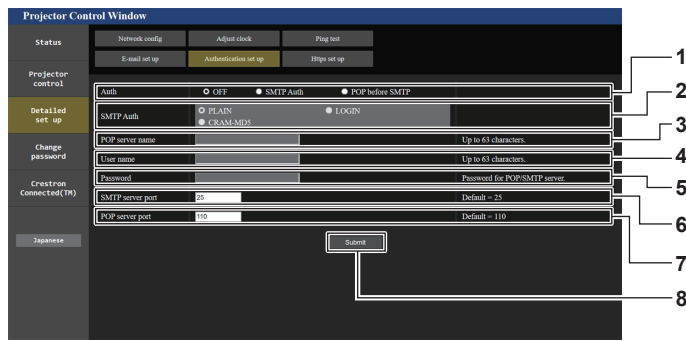 Projector Control Window
Status
Network config
Adjust clock
Ping test
E-mail set up
Authentication set up
Https set up
Projector
control
Detailed
set up
Change
password
Crestron
Connected(TM)
Japanese
Auth OFF SMTP Auth POP before SMTP
SMTP Auth PLAIN LOGIN
CRAM-MD5
POP server name Up to 63 characters.
User name Up to 63 characters.
Password Password for POP/SMTP server.
SMTP server port 25 Default = 25
POP server port 110 Default = 110
Submit
1
2
3
4
5
6
7
8